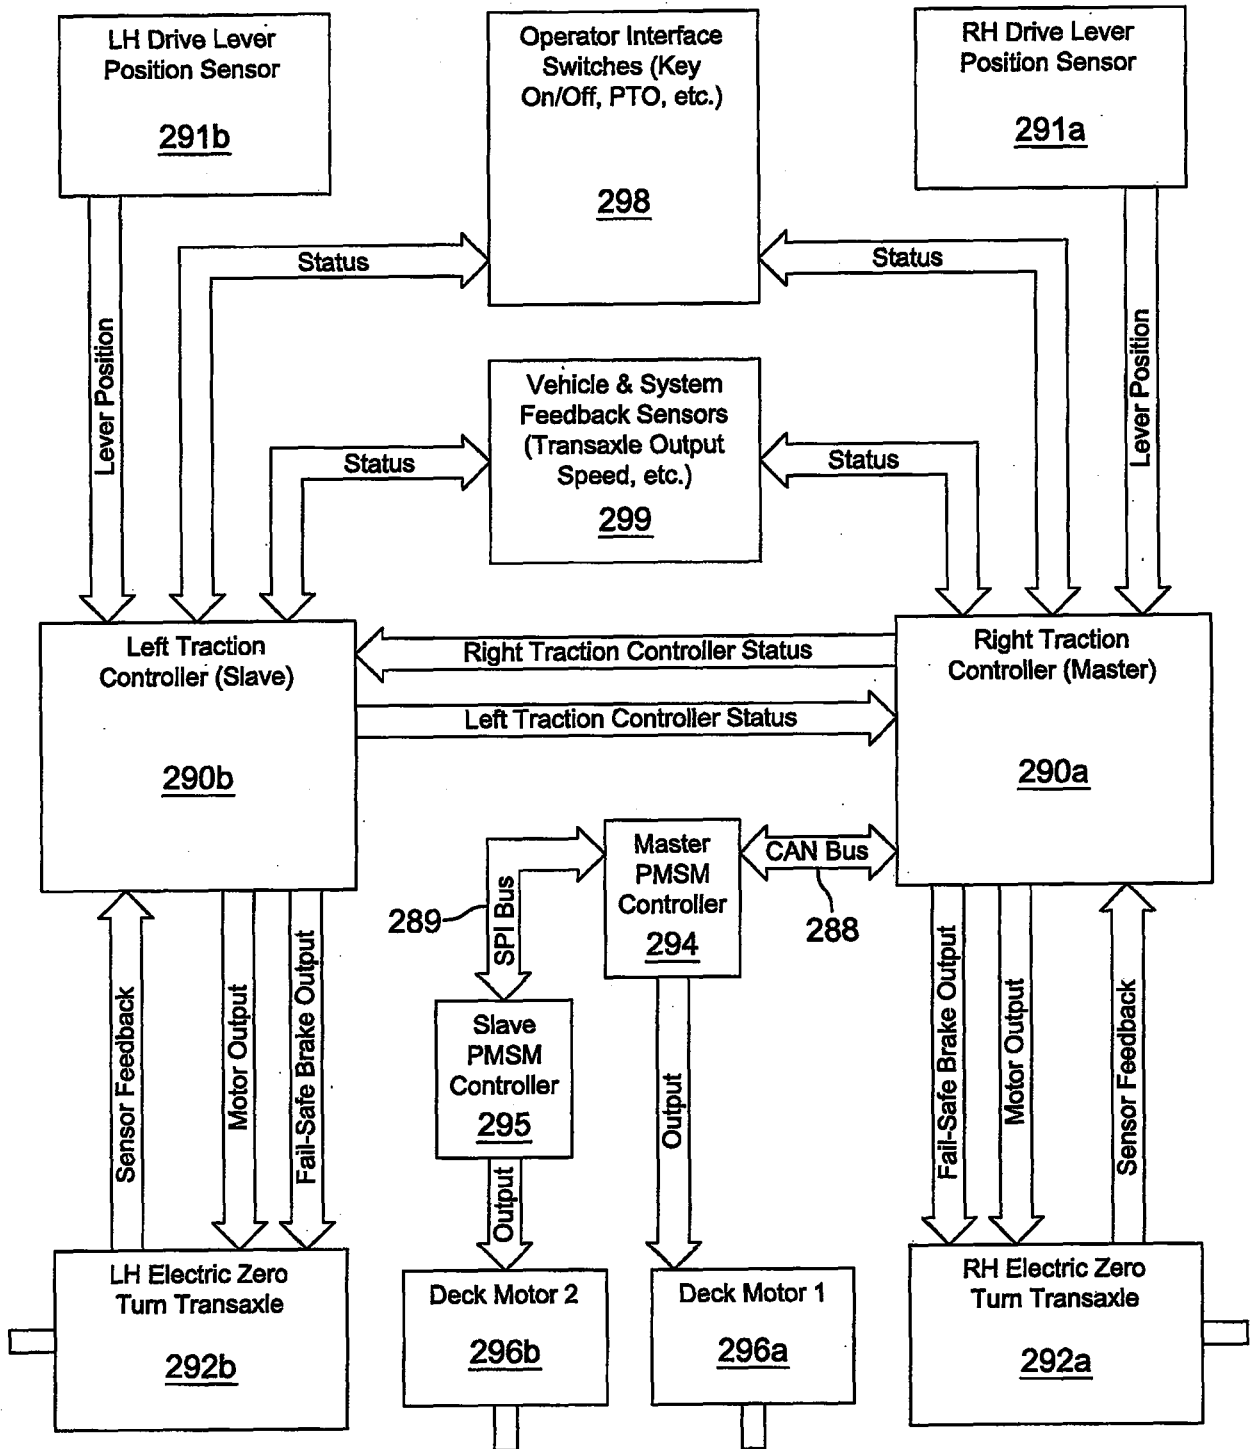 LH Drive Lever
Position Sensor
291b
Operator Interface
Switches (Key
On/Off, PTO, etc.)
298
RH Drive Lever
Position Sensor
291a
Status
Status
Lever Position
Lever Position
Vehicle & System
Feedback Sensors
(Transaxle Output
Speed, etc.)
299
Status
Status
Left Traction
Controller (Slave)
290b
Right Traction Controller Status
Left Traction Controller Status
Right Traction
Controller (Master)
290a
Master
PMSM
Controller
294
CAN Bus
288
SPI Bus
289
Slave
PMSM
Controller
295
Sensor Feedback
Motor Output
Fail-Safe Brake Output
Output
Output
Fail-Safe Brake Output
Motor Output
Sensor Feedback
LH Electric Zero
Turn Transaxle
292b
Deck Motor 2
296b
Deck Motor 1
296a
RH Electric Zero
Turn Transaxle
292a